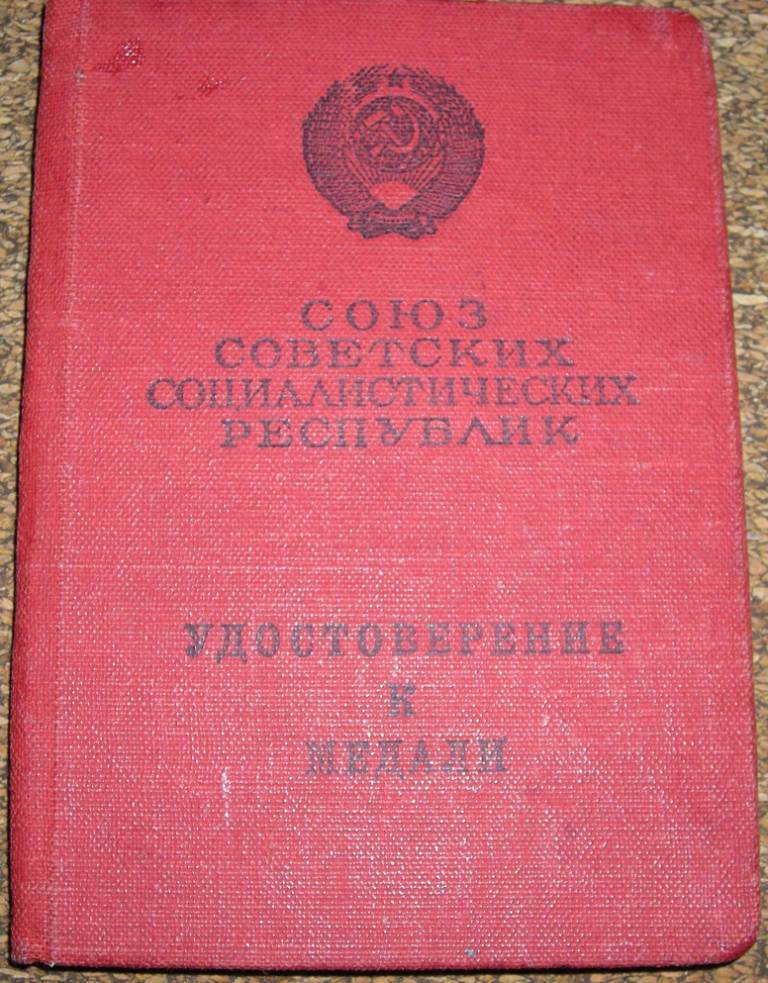 СОЮЗ
СОВЕТСКИХ
СОЦИАЛИСТИЧЕСКИХ
РЕСПУБЛИК
УДОСТОВЕРЕНИЕ
К
МЕДАЛИ